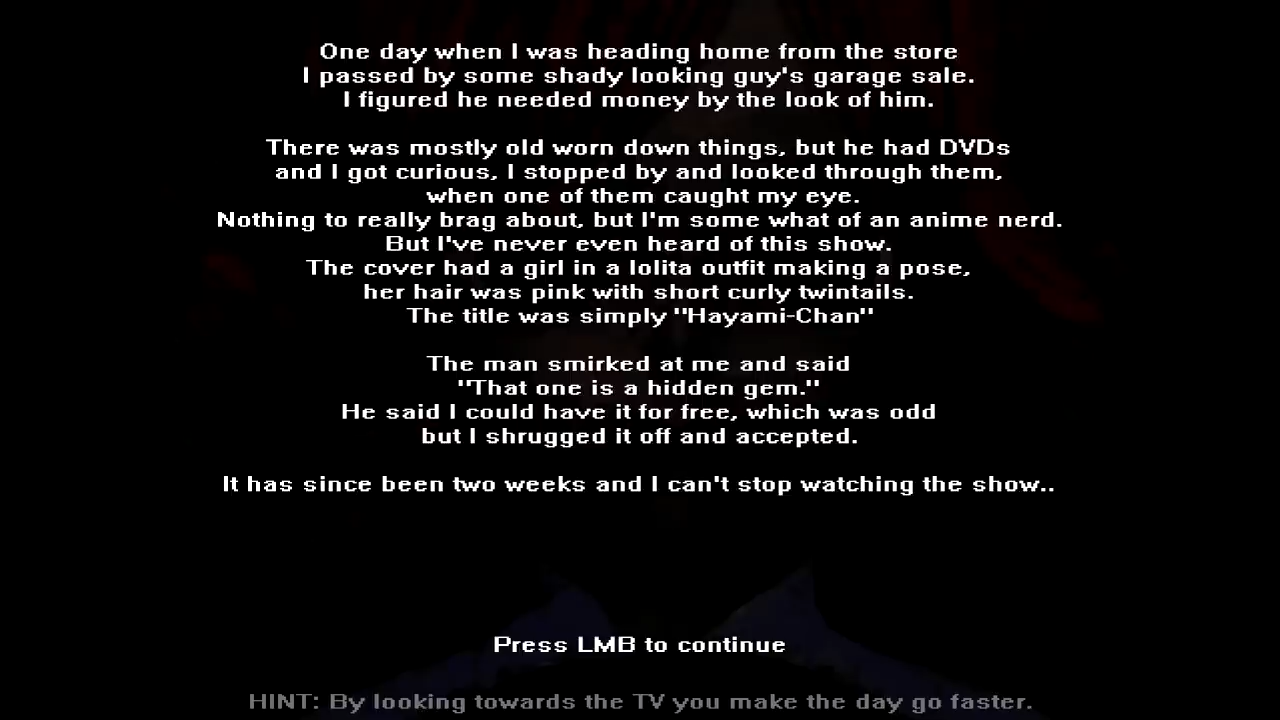 One day when I was heading home from the store
I passed by some shady looking guy's garage sale.
I figured he needed money by the look of him.
There was mostly old worn down things, but he had DVDs
and I got curious, I stopped by and looked through them,
when one of them caught my eye.
Nothing to really brag about, but I'm some what of an anime nerd.
But I've never even heard of this show.
The cover had a girl in a lolita outfit making a pose,
her hair was pink with short curly twintails.
The title was simply "Hayami-Chan"
The man smirked at me and said
"That one is a hidden gem."
He said I could have it for free, which was odd
but I shrugged it off and accepted.
It has since been two weeks and I can't stop watching the show..
Press LMB to continue
HINT: By looking towards the TV you make the day go faster.